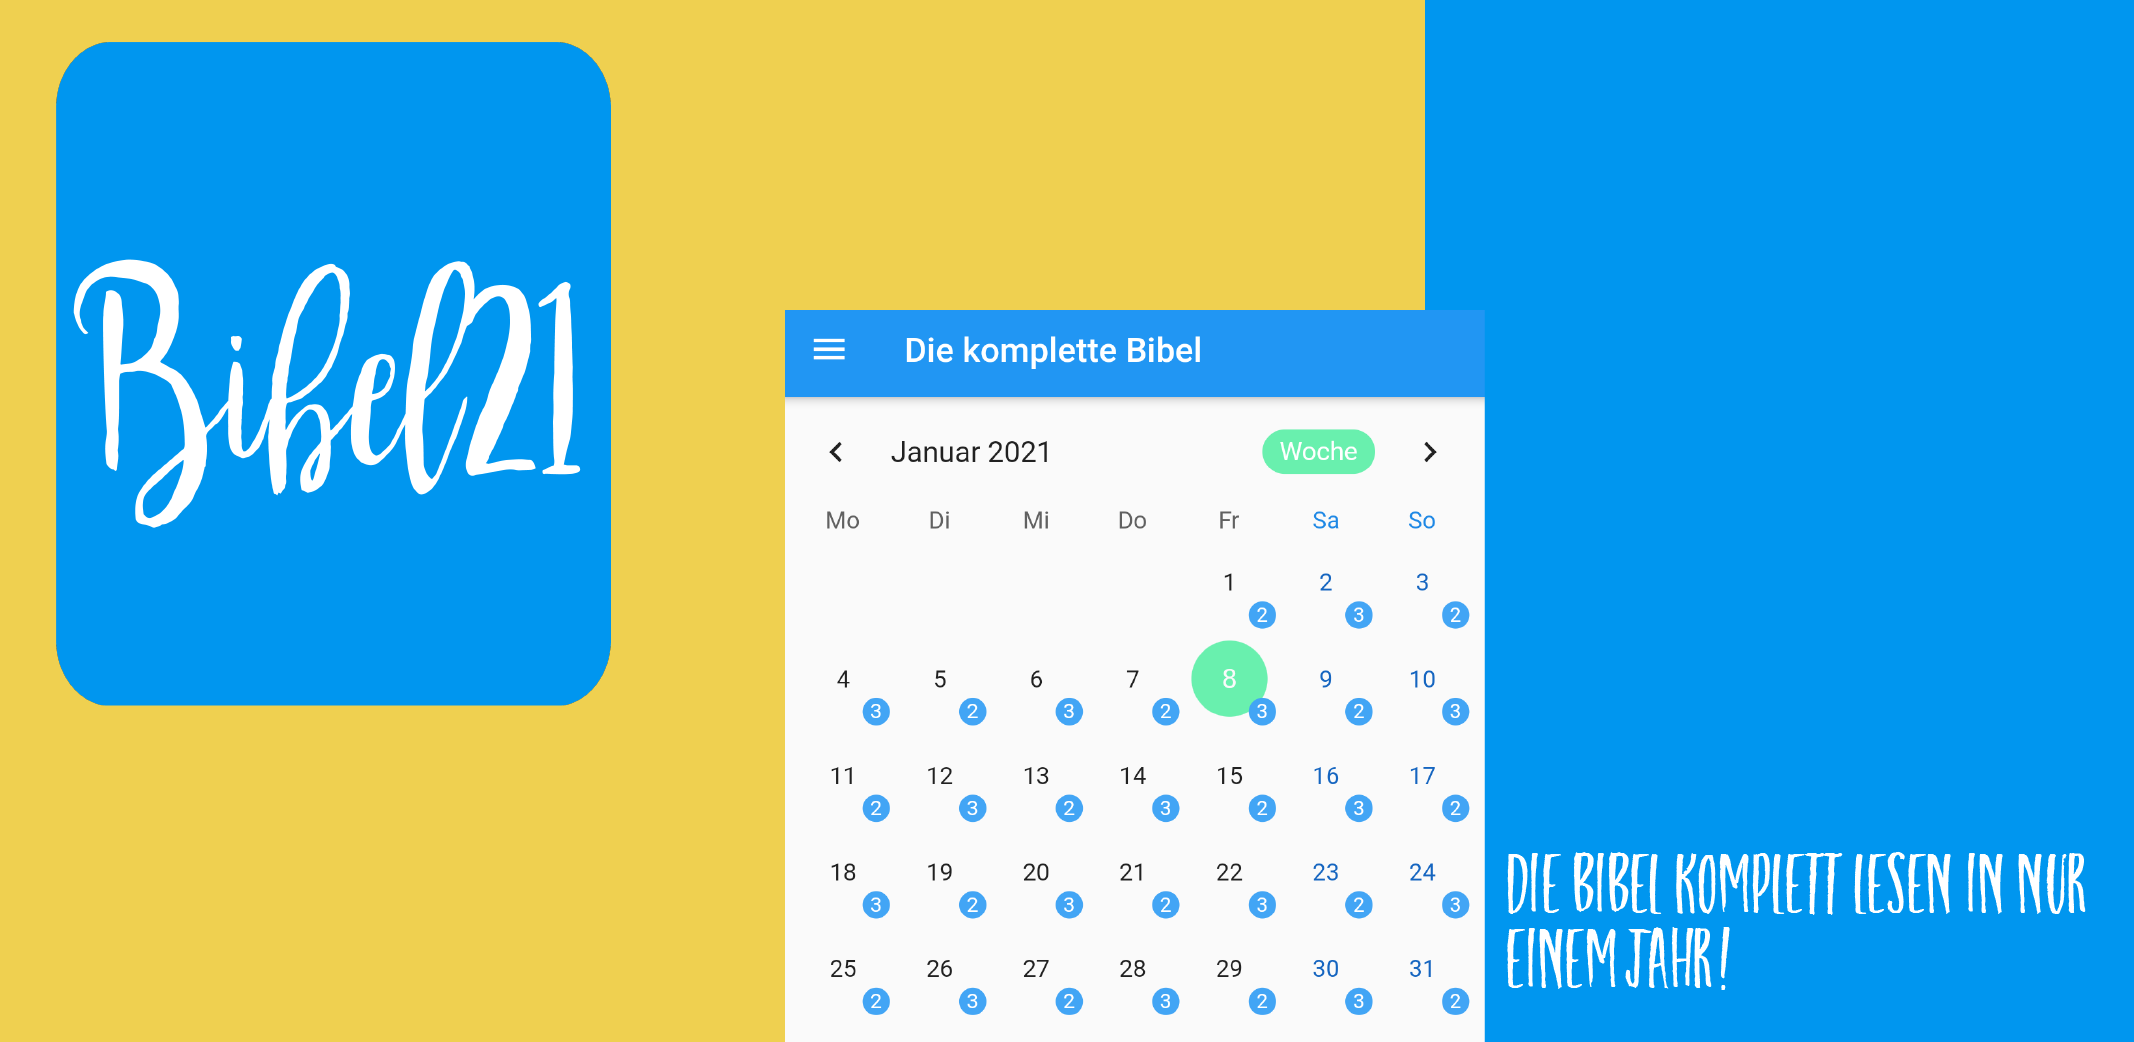 Bibel21
Die komplette Bibel
Januar 2021 Woche
Mo Di Mi Do Fr Sa So
1 2 3
2 3 2
4 5 6 7 8 9 10
3 2 3 2 3 2 3
11 12 13 14 15 16 17
2 3 2 3 2 3 2
18 19 20 21 22 23 24
3 2 3 2 3 2 3
25 26 27 28 29 30 31
2 3 2 3 2 3 2
DIE BIBEL KOMPLETT LESEN IN NUR
EINEM JAHR!